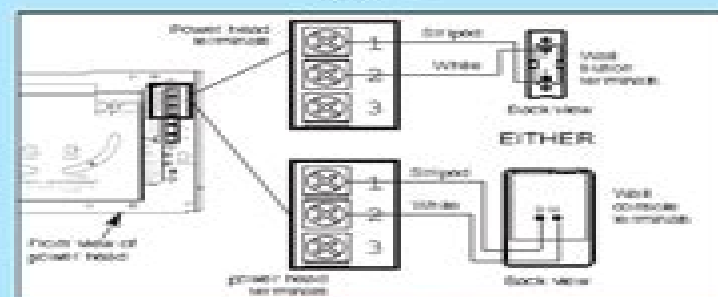 Power head
terminals
1
2
3
Striped
White
Wall
button
terminals
Back view
EITHER
1
2
3
Striped
White
Wall
console
terminals
Back view
Front view of
power head
power head
terminals